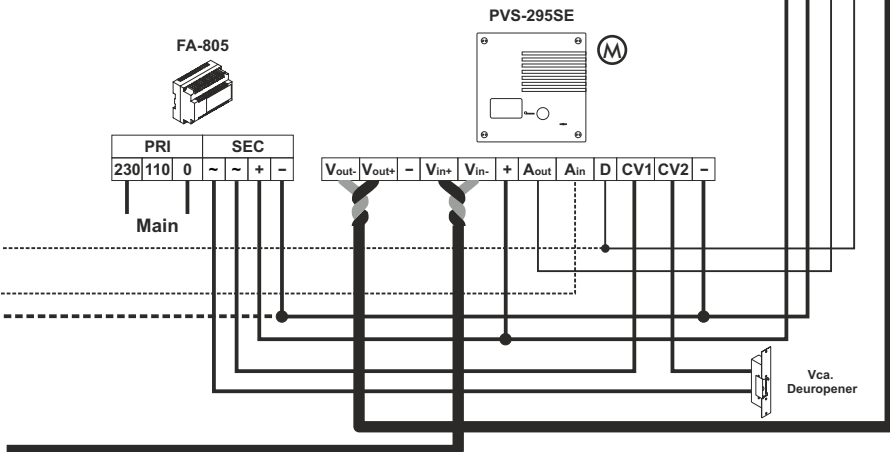 PVS-295SE
FA-805
M
PRI SEC
230 110 0 ~ ~ + −
Vout- Vout+ − Vin+ Vin- + Aout Ain D CV1 CV2 −
Main
Vca.
Deuropener